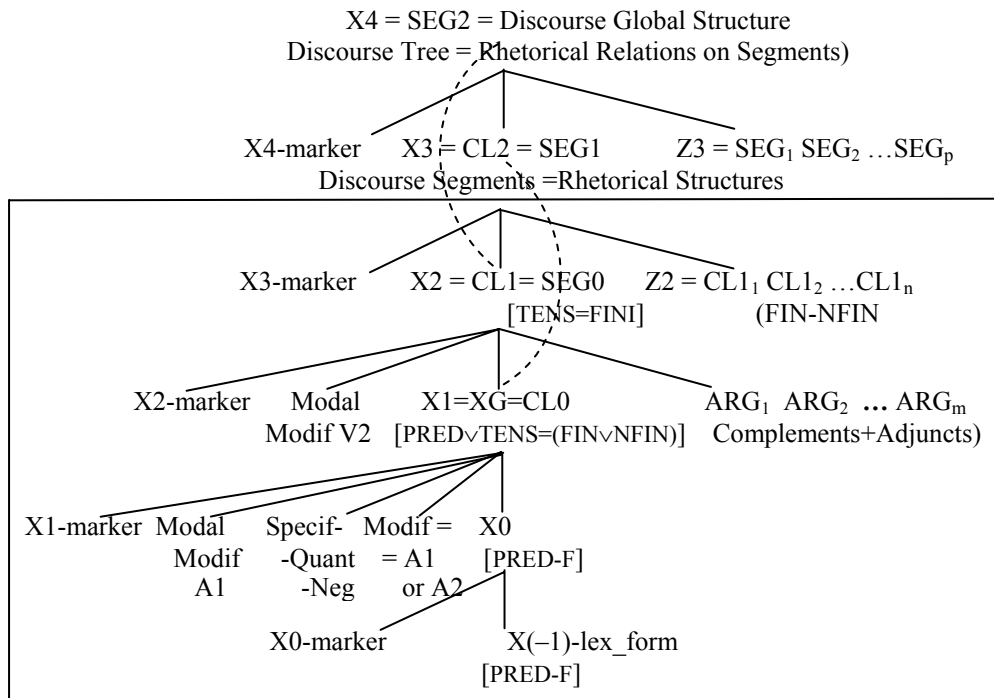 X4 = SEG2 = Discourse Global Structure
Discourse Tree = Rhetorical Relations on Segments)
X4-marker X3 = CL2 = SEG1 Z3 = SEG₁ SEG₂ …SEGₚ
Discourse Segments =Rhetorical Structures
X3-marker X2 = CL1= SEG0 Z2 = CL1₁ CL1₂ …CL1ₙ
[TENS=FINI] (FIN-NFIN
X2-marker Modal X1=XG=CL0 ARG₁ ARG₂ … ARGₘ
Modif V2 [PRED∨TENS=(FIN∨NFIN)] Complements+Adjuncts)
X1-marker Modal Specif- Modif = X0
Modif -Quant = A1 [PRED-F]
A1 -Neg or A2
X0-marker X(–1)-lex_form
[PRED-F]